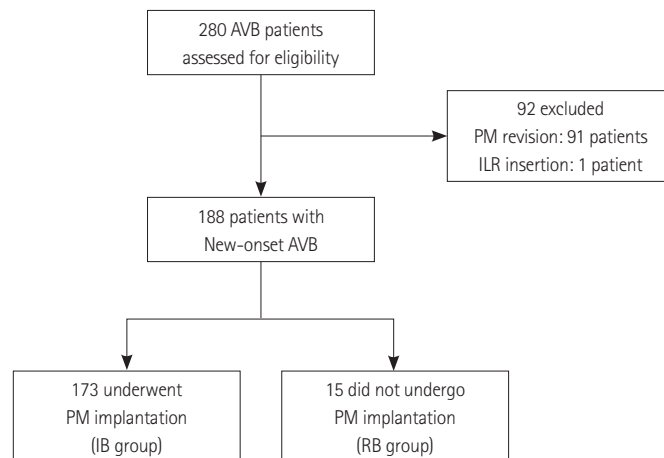 280 AVB patients
assessed for eligibility
92 excluded
PM revision: 91 patients
ILR insertion: 1 patient
188 patients with
New-onset AVB
173 underwent
PM implantation
(IB group)
15 did not undergo
PM implantation
(RB group)